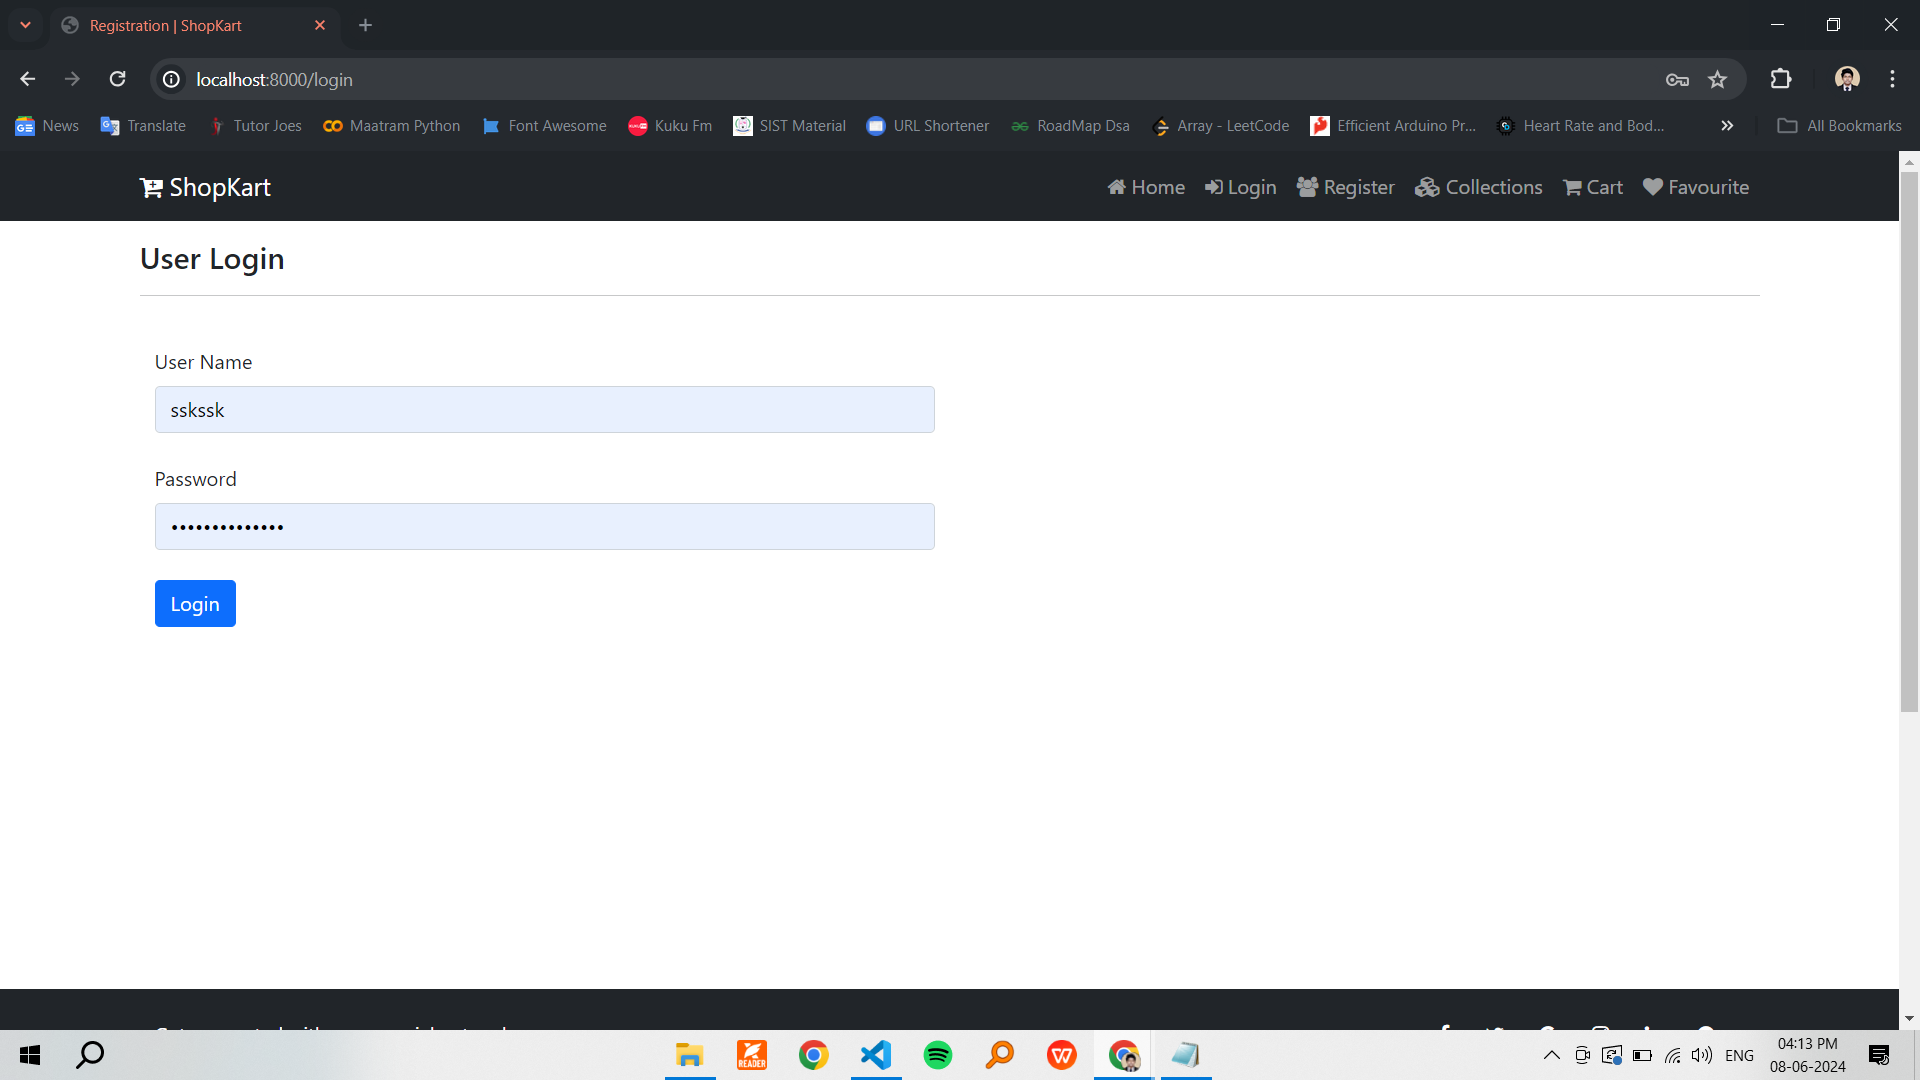 Registration | ShopKart
localhost:8000/login
News Translate Tutor Joes Maatram Python Font Awesome Kuku Fm SIST Material URL Shortener RoadMap Dsa Array - LeetCode Efficient Arduino Pr... Heart Rate and Bod... All Bookmarks
ShopKart Home Login Register Collections Cart Favourite
User Login
User Name
sskssk
Password
••••••••••••••
Login
READER
ENG
04:13 PM
08-06-2024